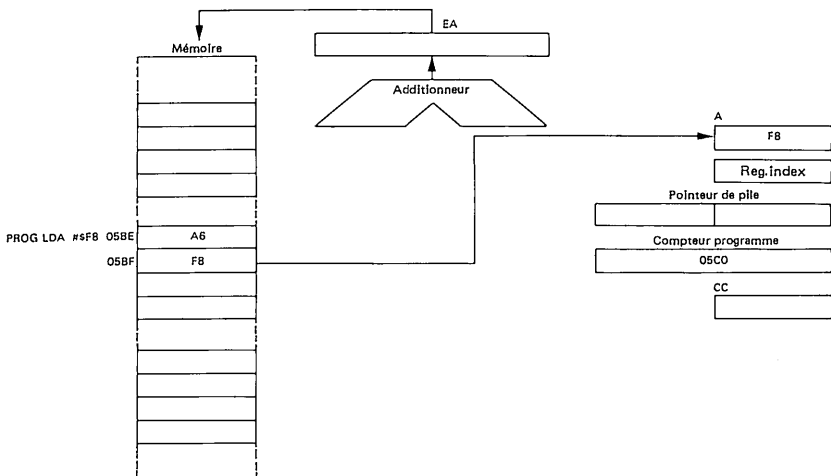 EA
Mémoire
Additionneur
A
F8
Reg.index
Pointeur de pile
PROG LDA #$F8 05BE A6
Compteur programme
05BF F8
05C0
CC